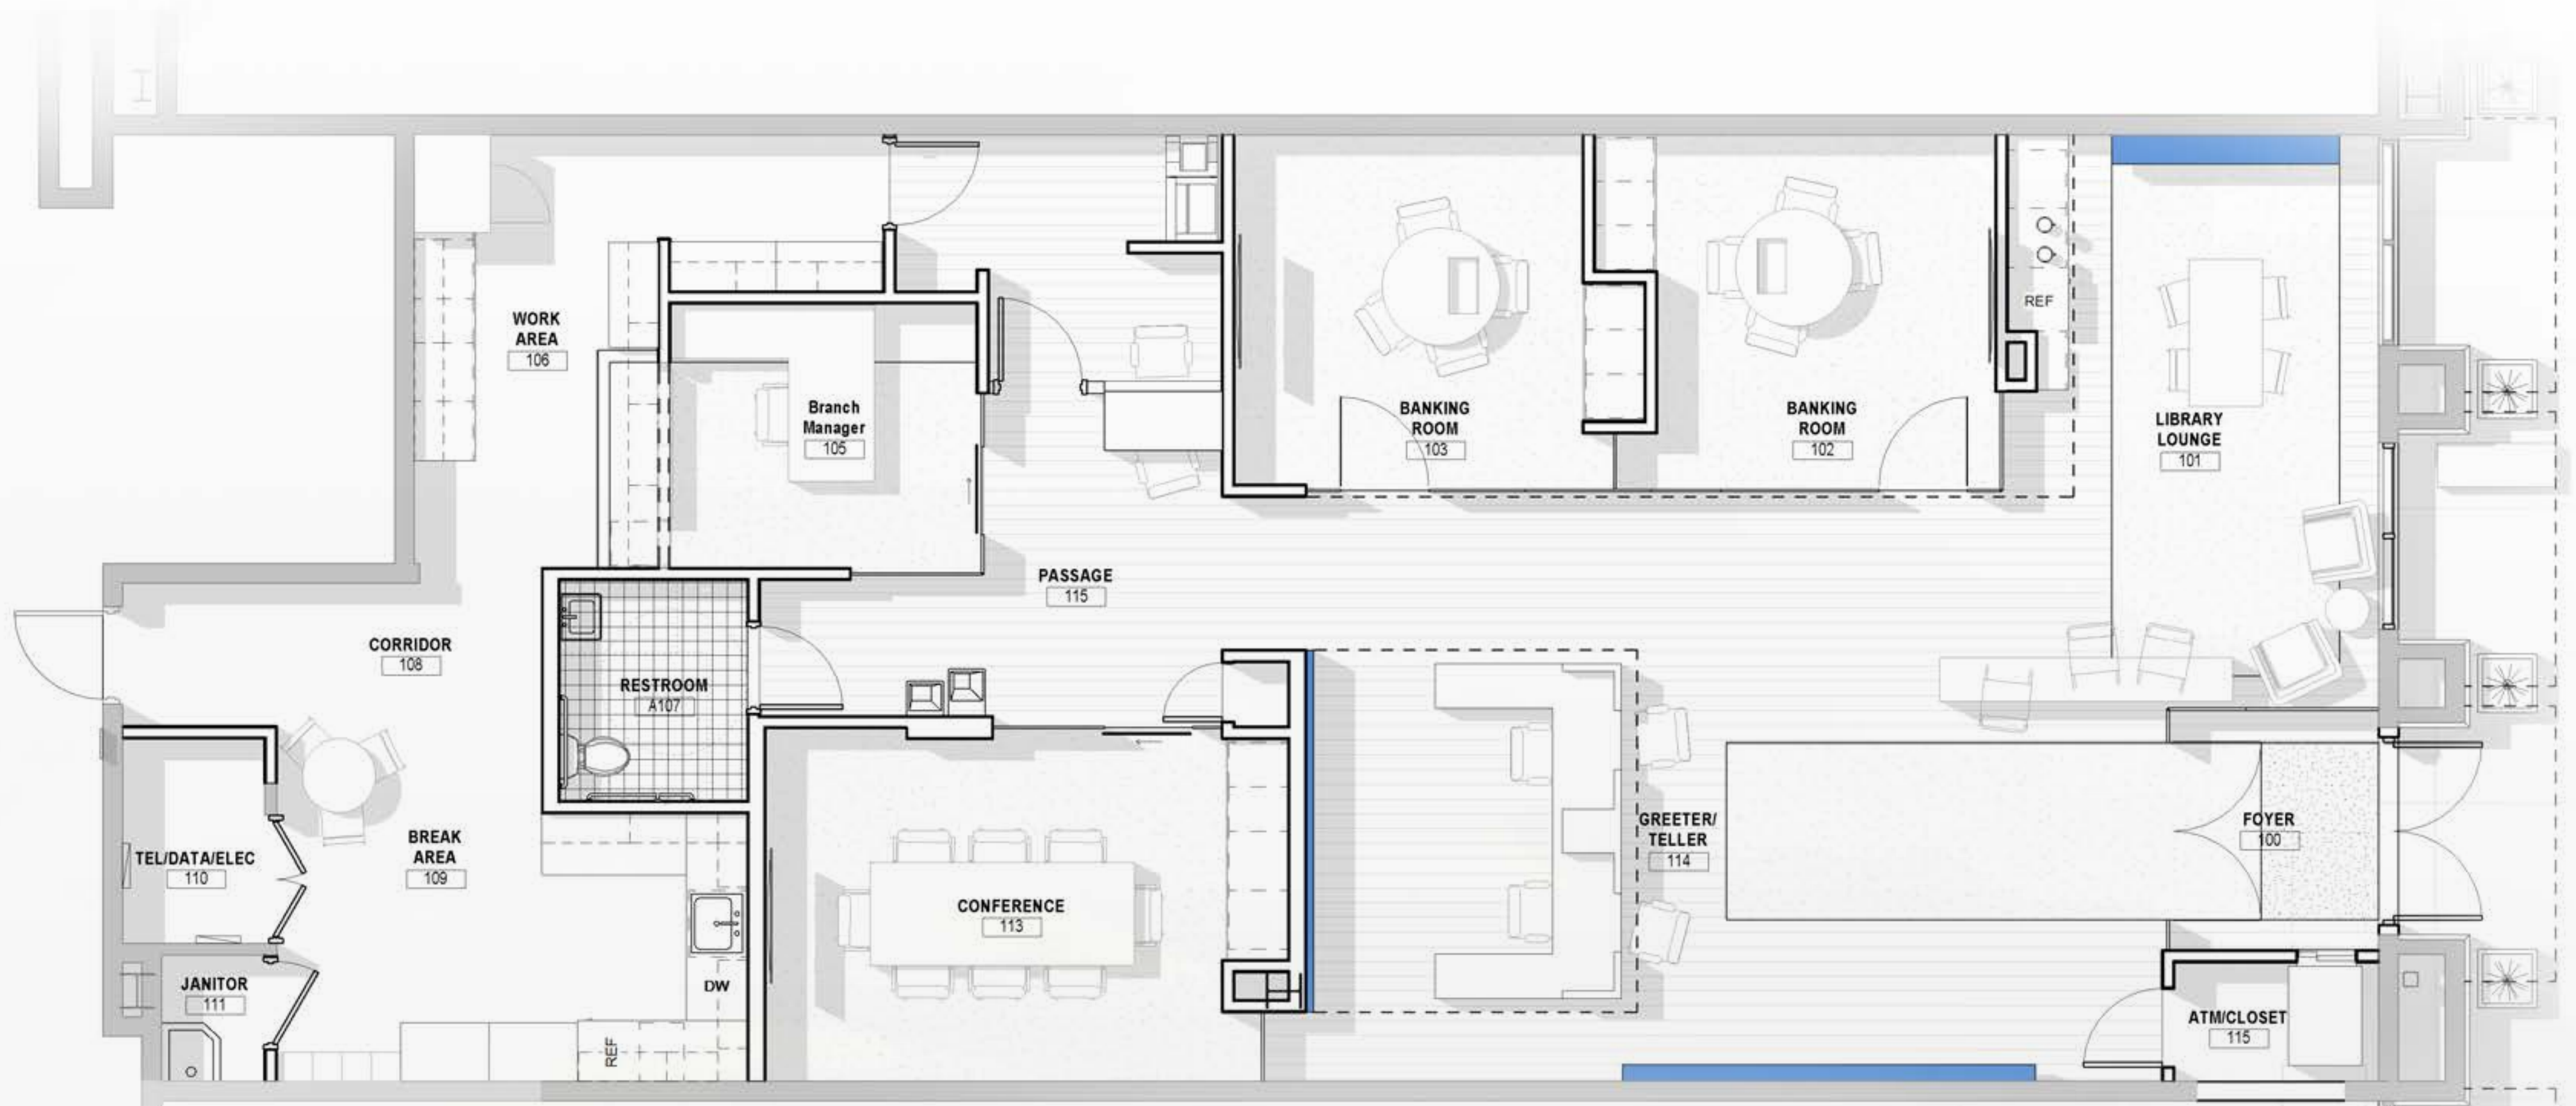 WORK
AREA
106
Branch
Manager
105
BANKING
ROOM
103
BANKING
ROOM
102
REF
LIBRARY
LOUNGE
101
PASSAGE
115
CORRIDOR
108
RESTROOM
A107
TEL/DATA/ELEC
110
BREAK
AREA
109
CONFERENCE
113
GREETER/
TELLER
114
FOYER
100
JANITOR
111
DW
REF
ATM/CLOSET
115